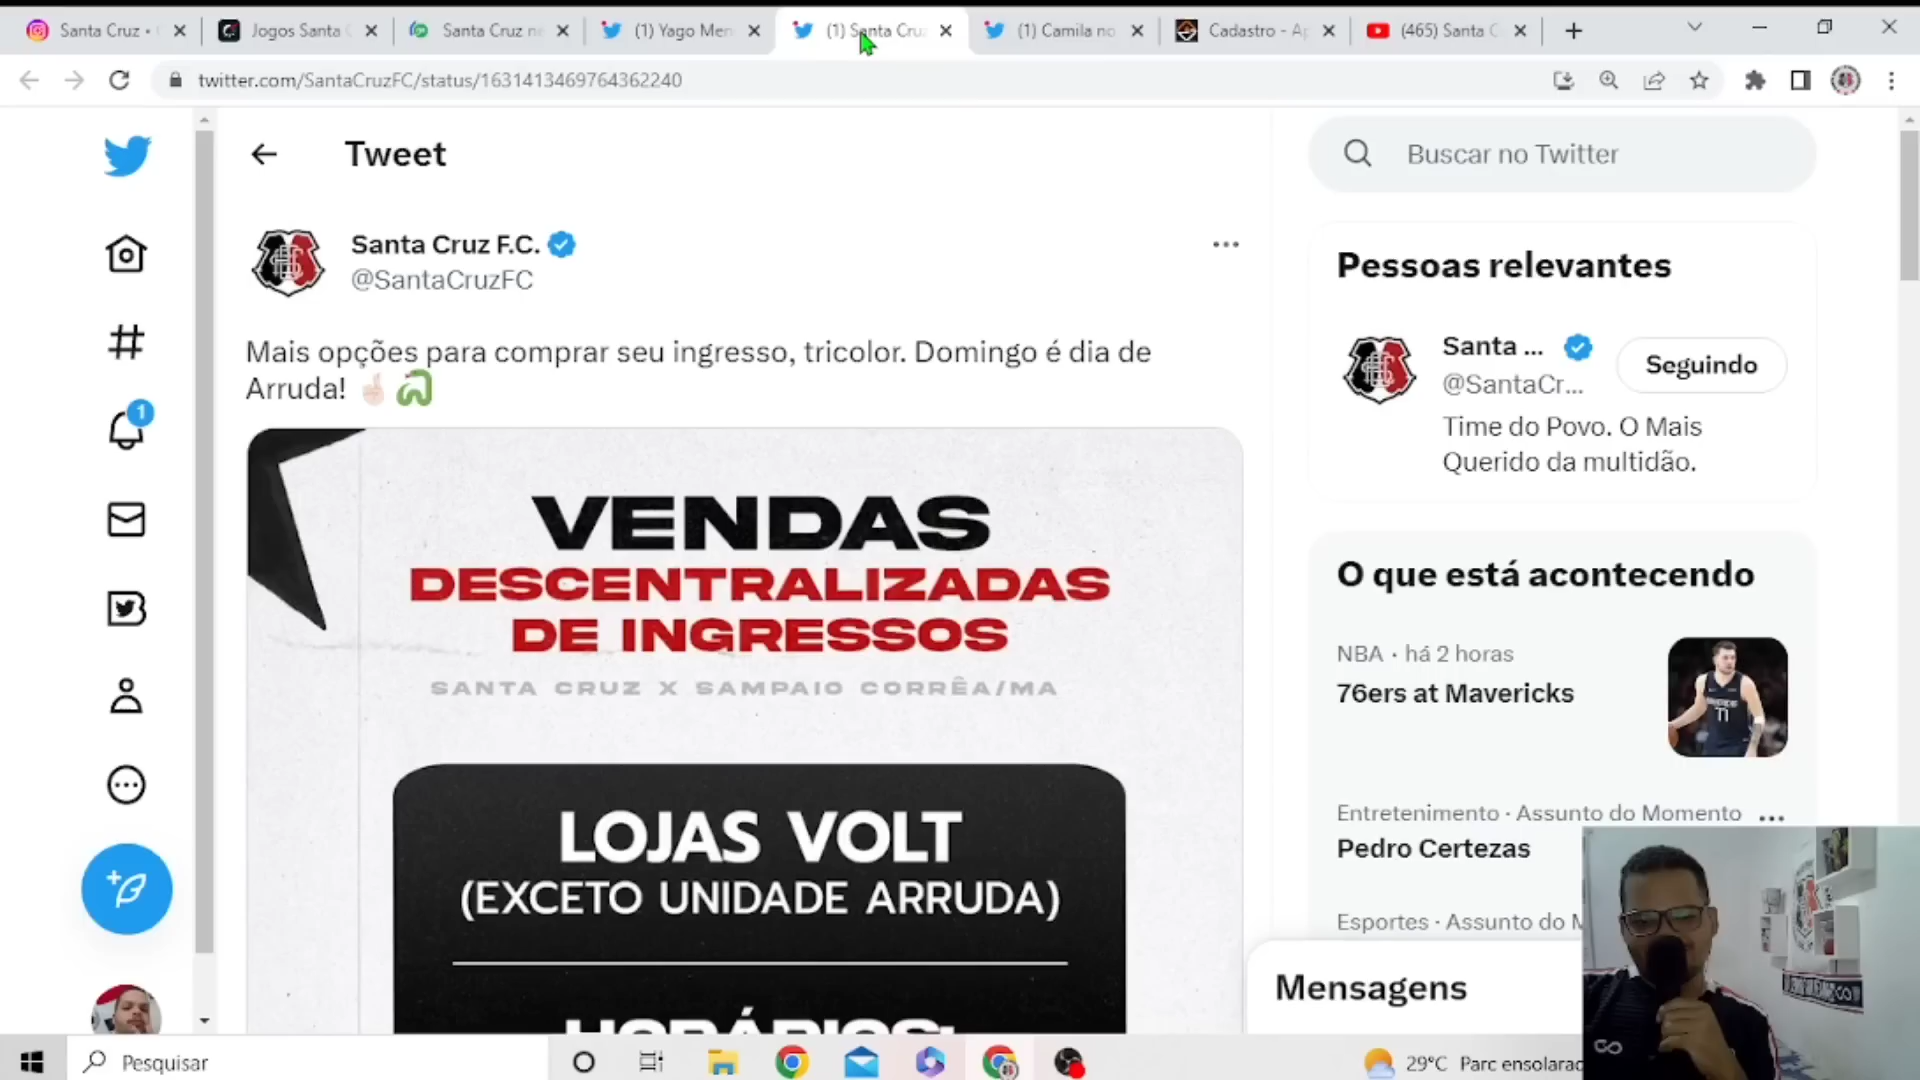 Santa Cruz •
Jogos Santa
Santa Cruz n
(1) Yago Men
(1) Santa Cruz
(1) Camila no
Cadastro - Ap
(465) Santa C
twitter.com/SantaCruzFC/status/1631413469764362240
Tweet
Buscar no Twitter
Santa Cruz F.C.
@SantaCruzFC
Mais opções para comprar seu ingresso, tricolor. Domingo é dia de
Arruda!
VENDAS
DESCENTRALIZADAS
DE INGRESSOS
SANTA CRUZ X SAMPAIO CORRÊA/MA
LOJAS VOLT
(EXCETO UNIDADE ARRUDA)
HORÁRIOS:
Pessoas relevantes
Santa ...
@SantaCr...
Seguindo
Time do Povo. O Mais
Querido da multidão.
O que está acontecendo
NBA · há 2 horas
76ers at Mavericks
Entretenimento · Assunto do Momento
Pedro Certezas
Esportes · Assunto do M
Mensagens
1
Pesquisar
29°C Parc ensolarad